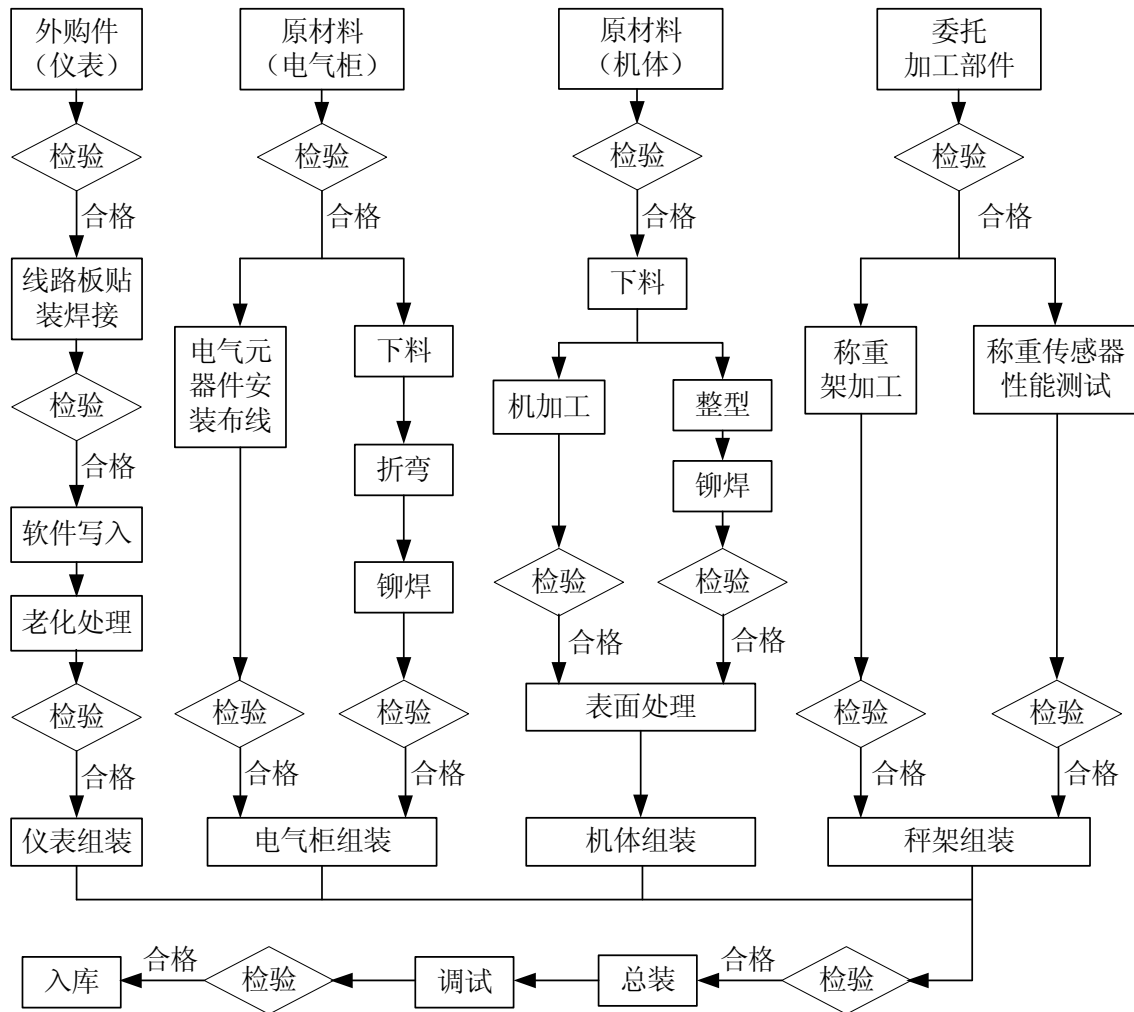 外购件
（仪表）
原材料
（电气柜）
原材料
（机体）
委托
加工部件
检验
检验
检验
检验
合格
合格
合格
合格
线路板贴
装焊接
下料
电气元
器件安
装布线
下料
称重
架加工
称重传感器
性能测试
机加工
整型
检验
折弯
铆焊
合格
软件写入
检验
检验
铆焊
老化处理
合格
合格
检验
检验
检验
表面处理
检验
检验
合格
合格
合格
合格
合格
仪表组装
电气柜组装
机体组装
秤架组装
入库
合格
检验
调试
总装
合格
检验